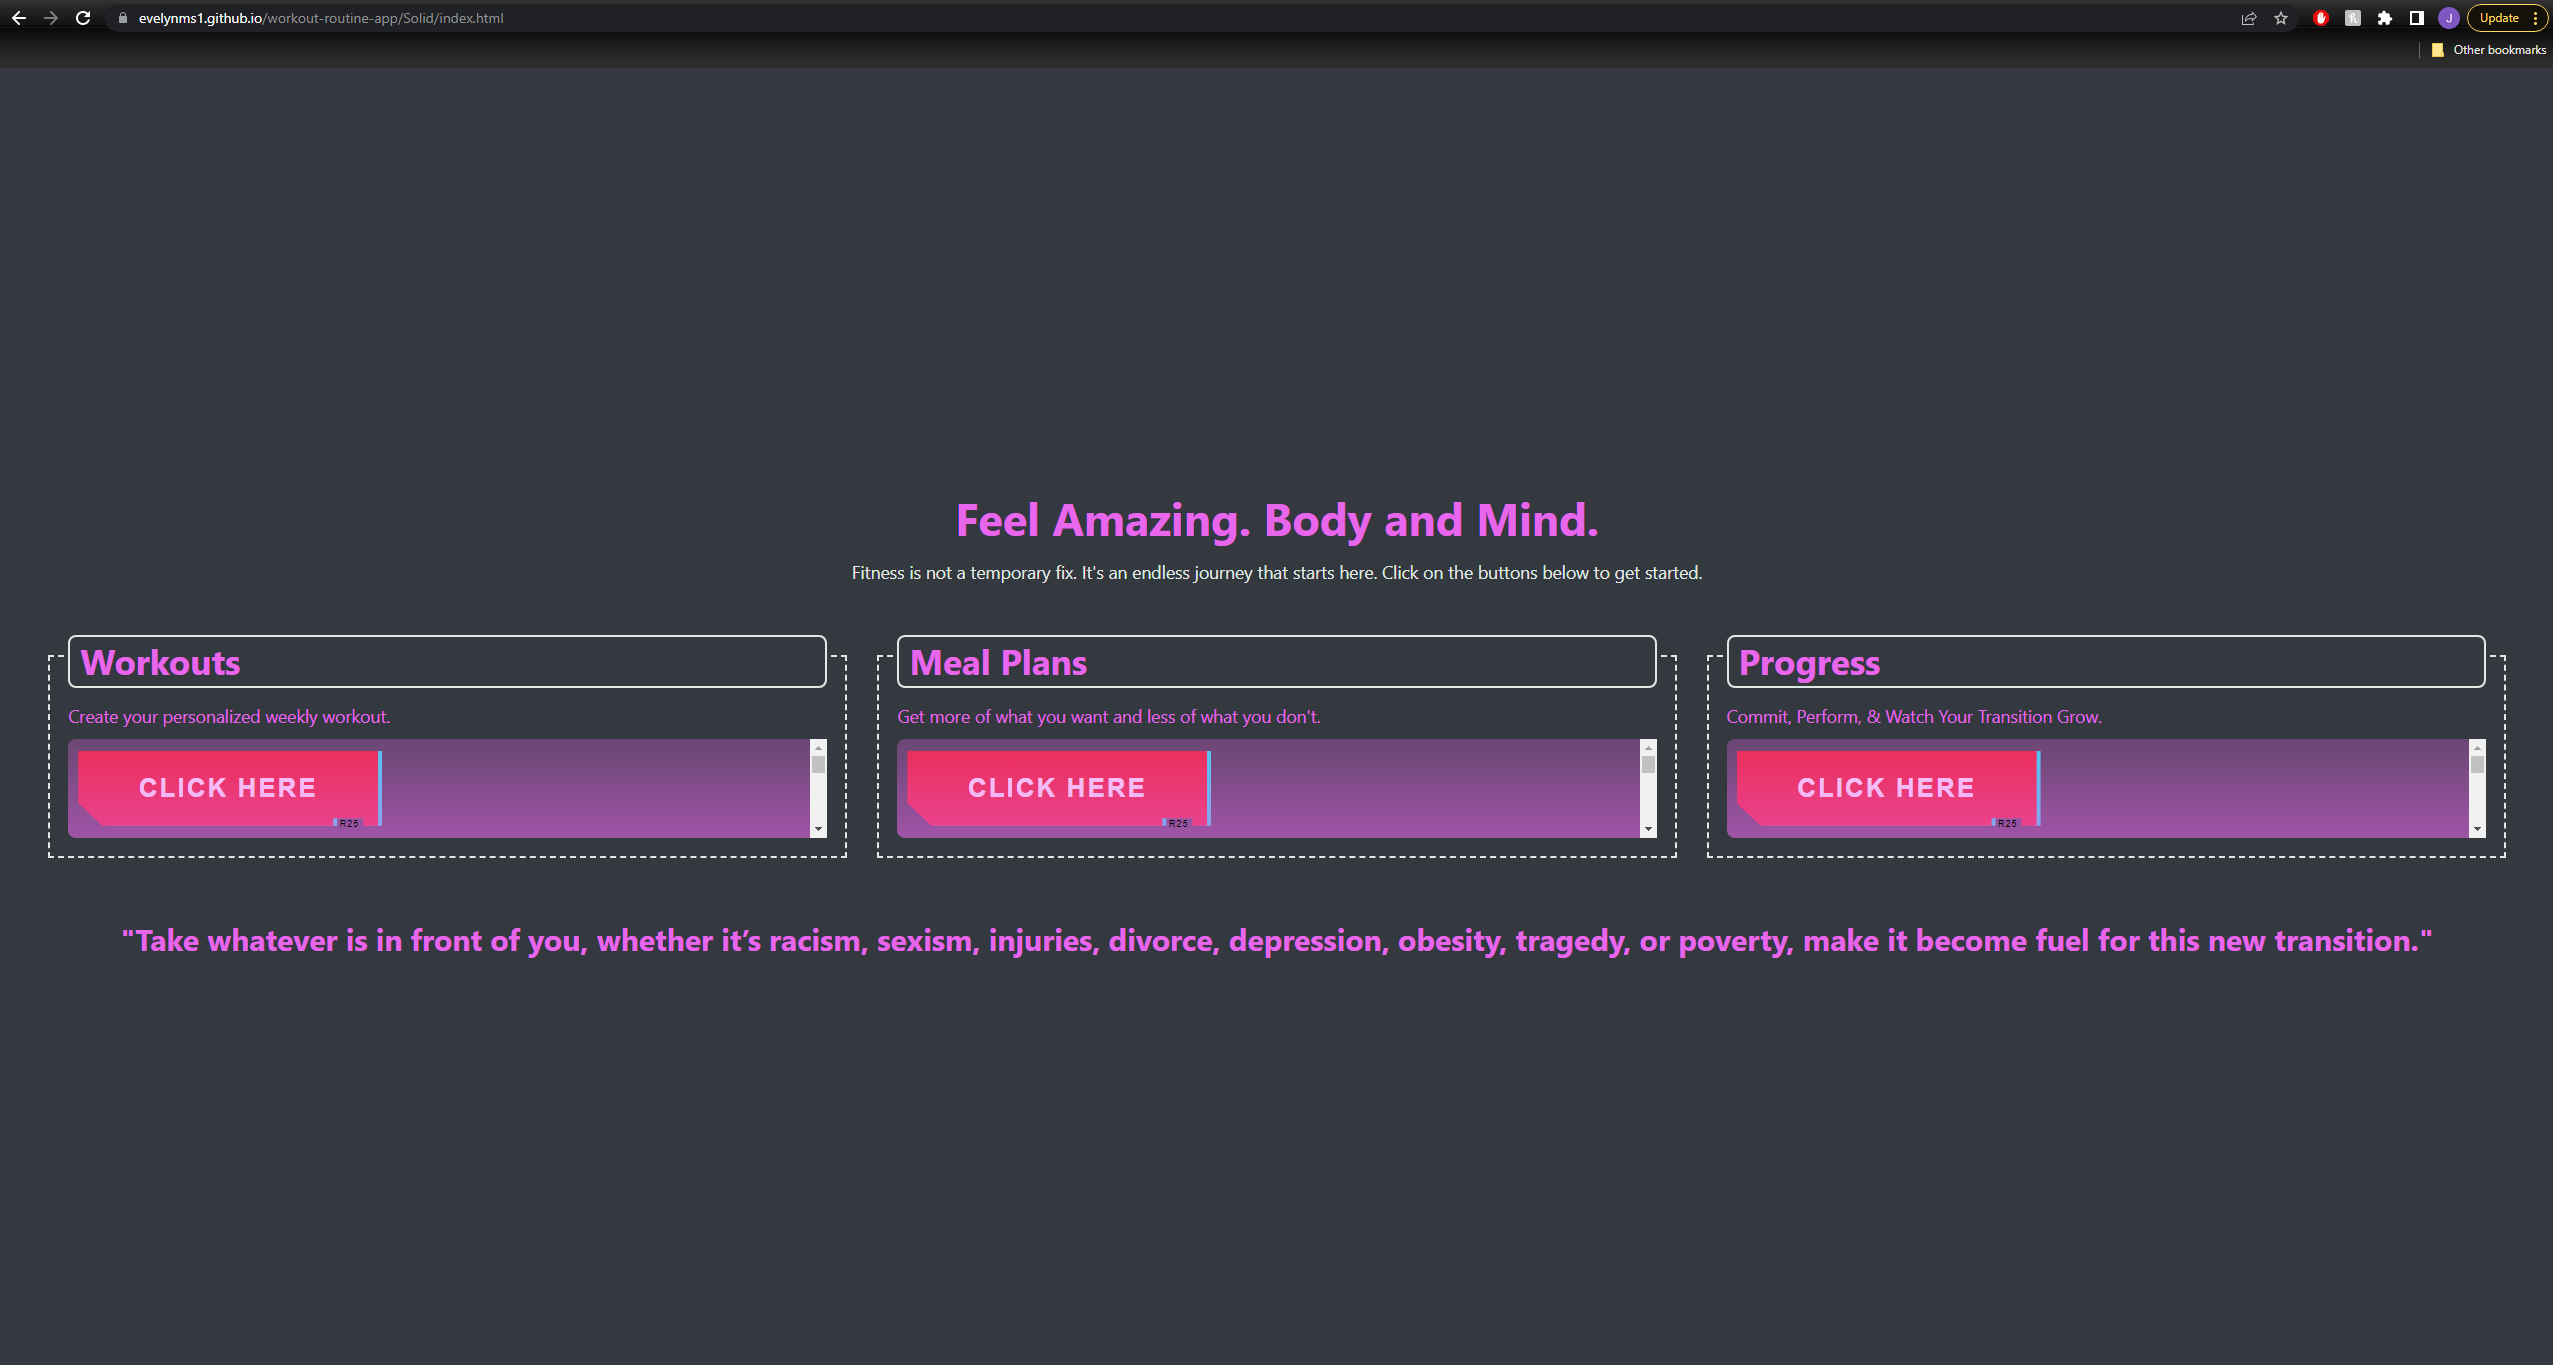 evelynms1.github.io/workout-routine-app/Solid/index.html
J
Update
Other bookmarks
Feel Amazing. Body and Mind.
Fitness is not a temporary fix. It's an endless journey that starts here. Click on the buttons below to get started.
Workouts
Create your personalized weekly workout.
CLICK HERE
R25
Meal Plans
Get more of what you want and less of what you don't.
CLICK HERE
R25
Progress
Commit, Perform, & Watch Your Transition Grow.
CLICK HERE
R25
"Take whatever is in front of you, whether it’s racism, sexism, injuries, divorce, depression, obesity, tragedy, or poverty, make it become fuel for this new transition."